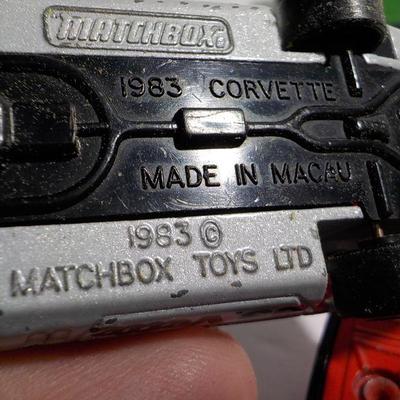 MATCHBOX®
1983 CORVETTE
MADE IN MACAU
1983 ©
MATCHBOX TOYS LTD